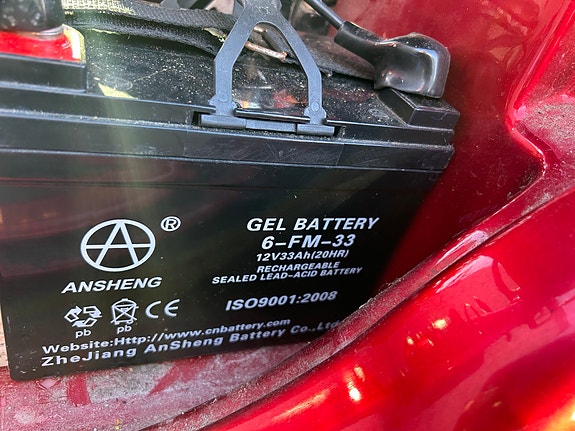 ®
ANSHENG
pb
pb
CE
GEL BATTERY
6-FM-33
12V33Ah(20HR)
RECHARGEABLE
SEALED LEAD-ACID BATTERY
ISO9001:2008
Website:Http://www.cnbattery.com
ZheJiang AnSheng Battery Co.,Ltd.